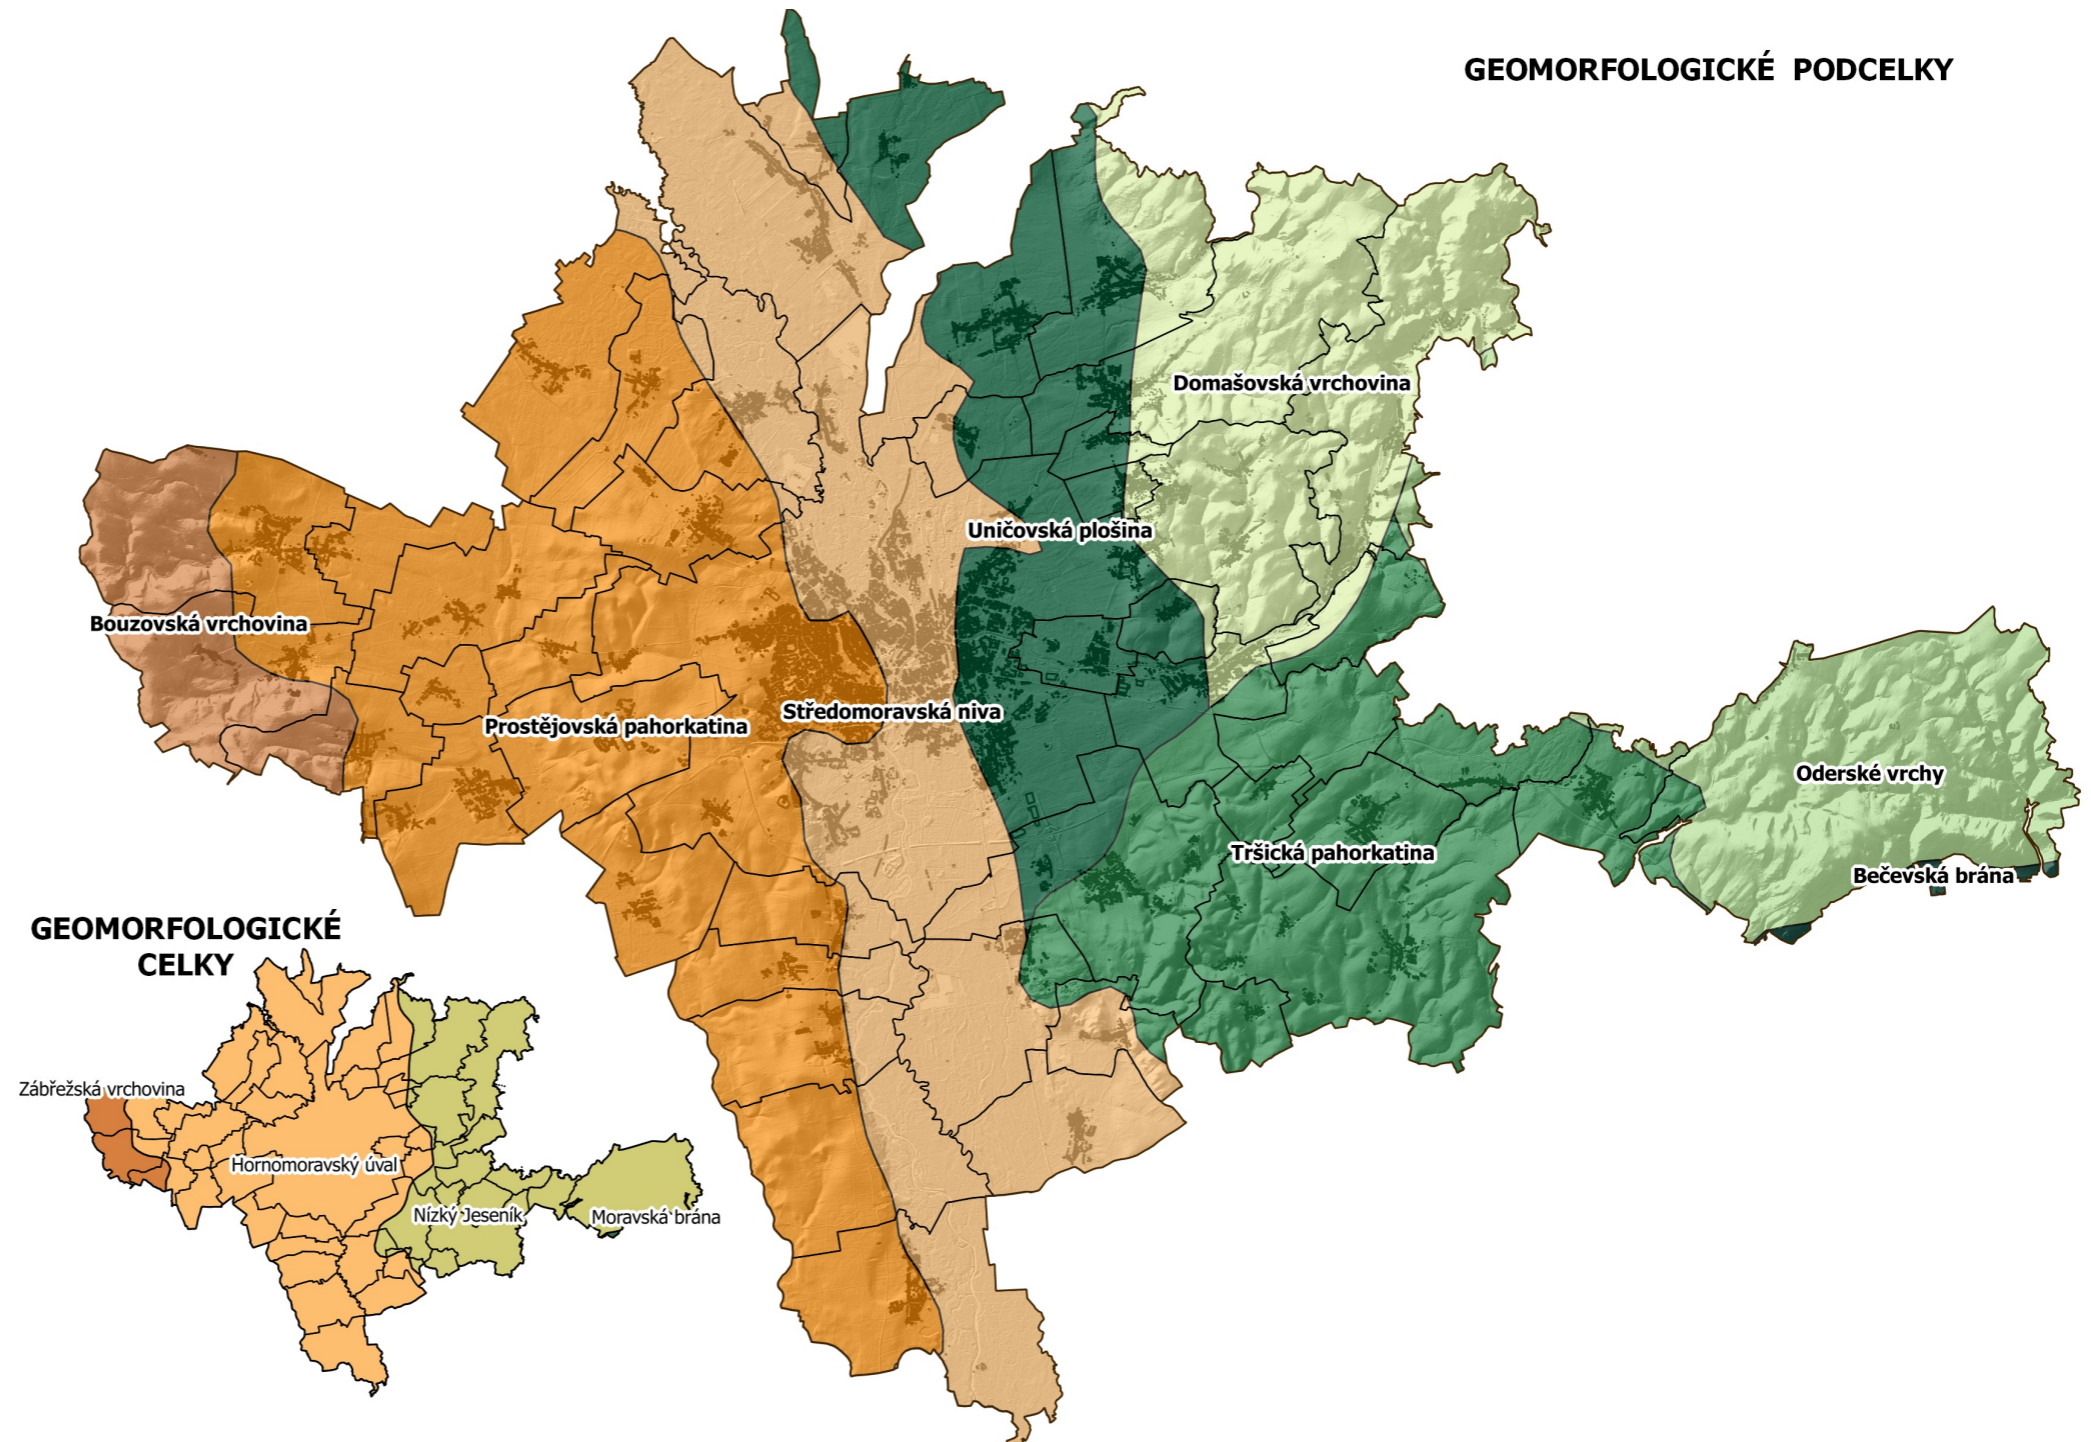 GEOMORFOLOGICKÉ PODCELKY
Domašovská vrchovina
Uničovská plošina
Bouzovská vrchovina
Středomoravská niva
Prostějovská pahorkatina
Oderské vrchy
Tršická pahorkatina
Bečevská brána
GEOMORFOLOGICKÉ
CELKY
Zábřežská vrchovina
Hornomoravský úval
Nízký Jeseník
Moravská brána